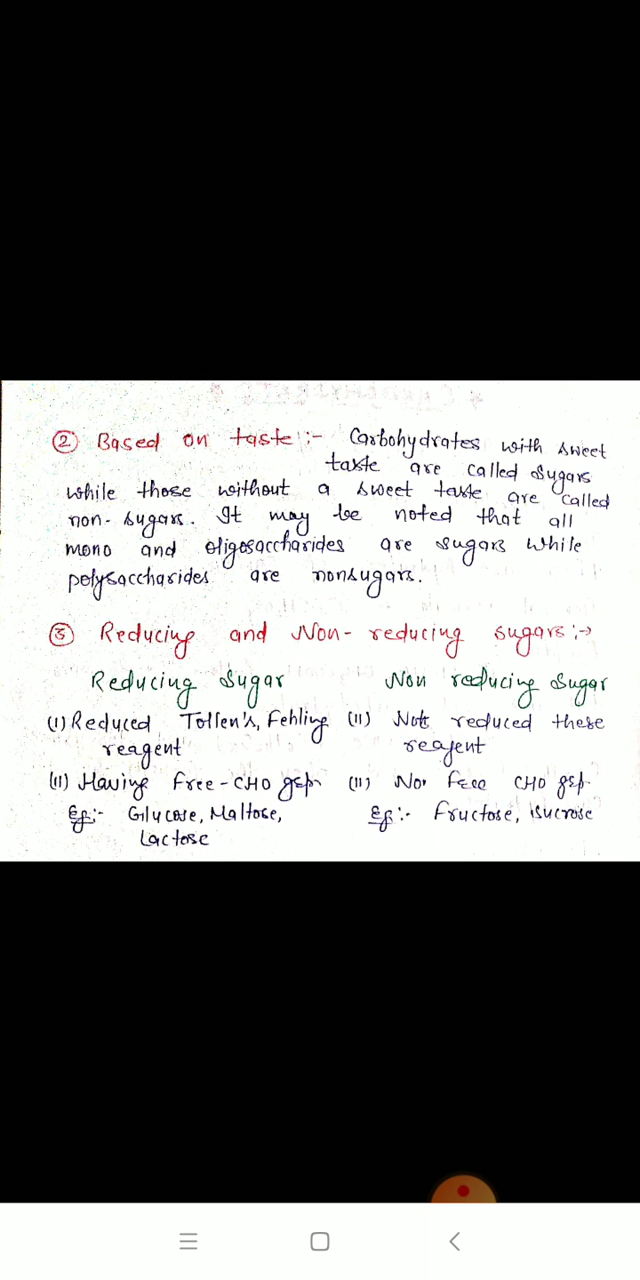 ② Based on taste :- Carbohydrates with sweet
taste are called sugars
while those without a sweet taste are called
non-sugars. It may be noted that all
mono and oligosaccharides are sugars while
polysaccharides are nonsugars.
③ Reducing and Non-reducing sugars :→
Reducing Sugar Non reducing Sugar
(I) Reduced Tollen's, Fehling (II) Not reduced these
reagent reagent
(II) Having free-CHO grp. (II) No. free CHO grp.
Eg:- Glucose, Maltose, Eg:- Fructose, Sucrose
Lactose